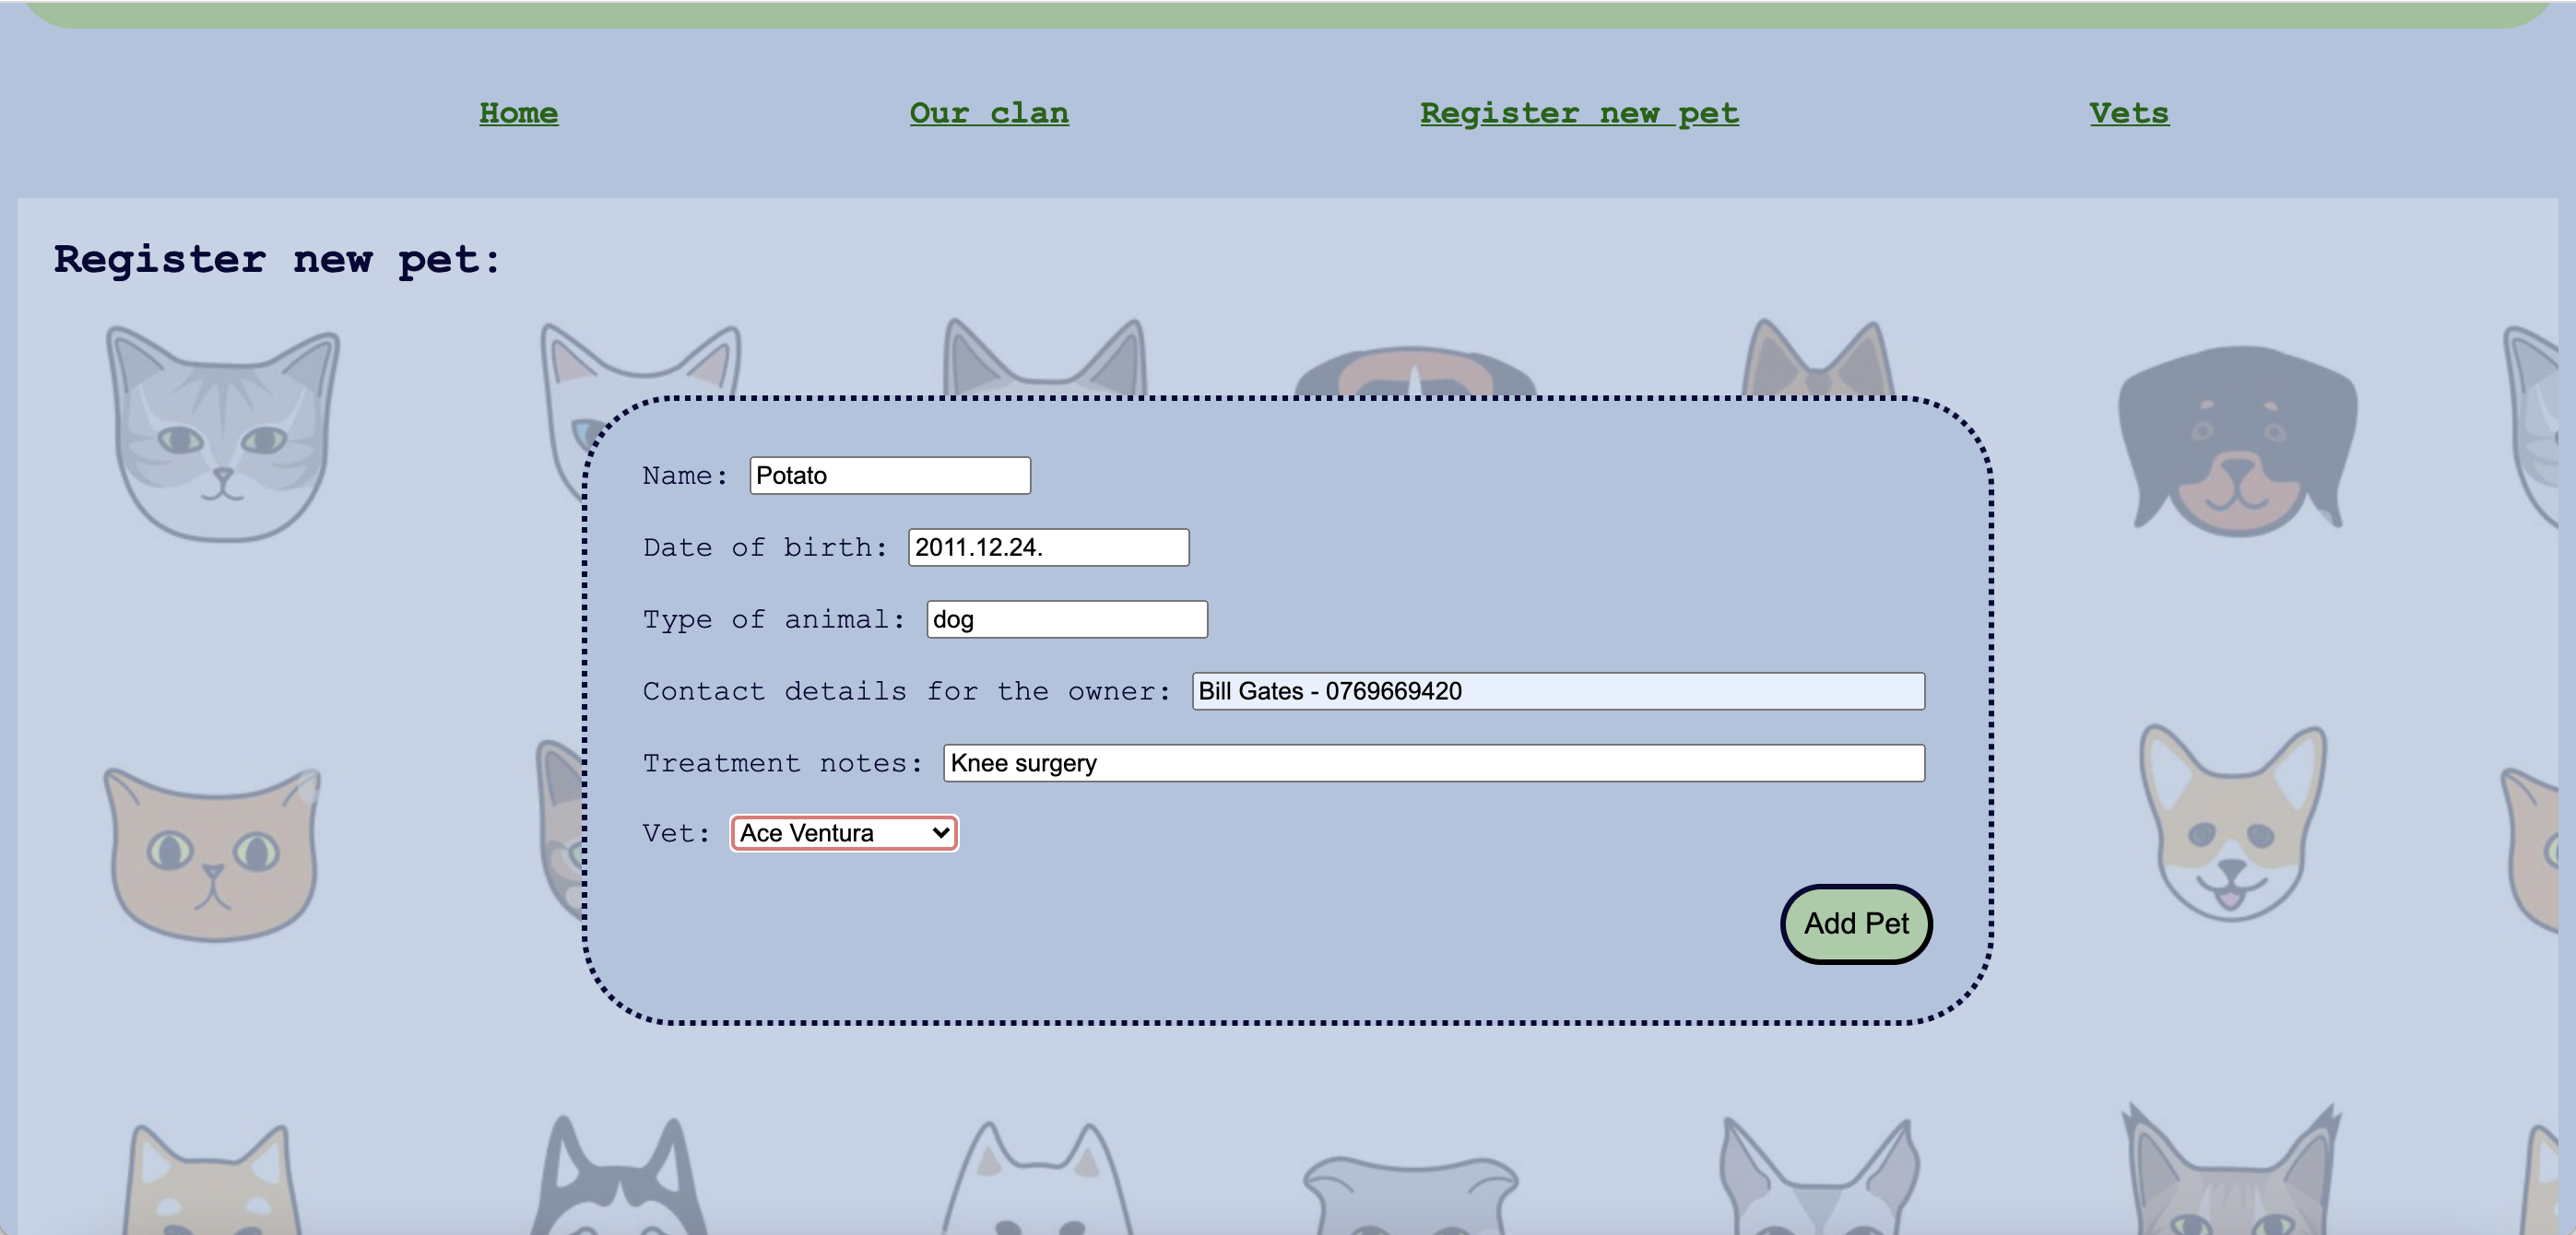 Home Our clan Register new pet Vets
Register new pet:
Name: Potato
Date of birth: 2011.12.24.
Type of animal: dog
Contact details for the owner: Bill Gates - 0769669420
Treatment notes: Knee surgery
Vet: Ace Ventura
Add Pet